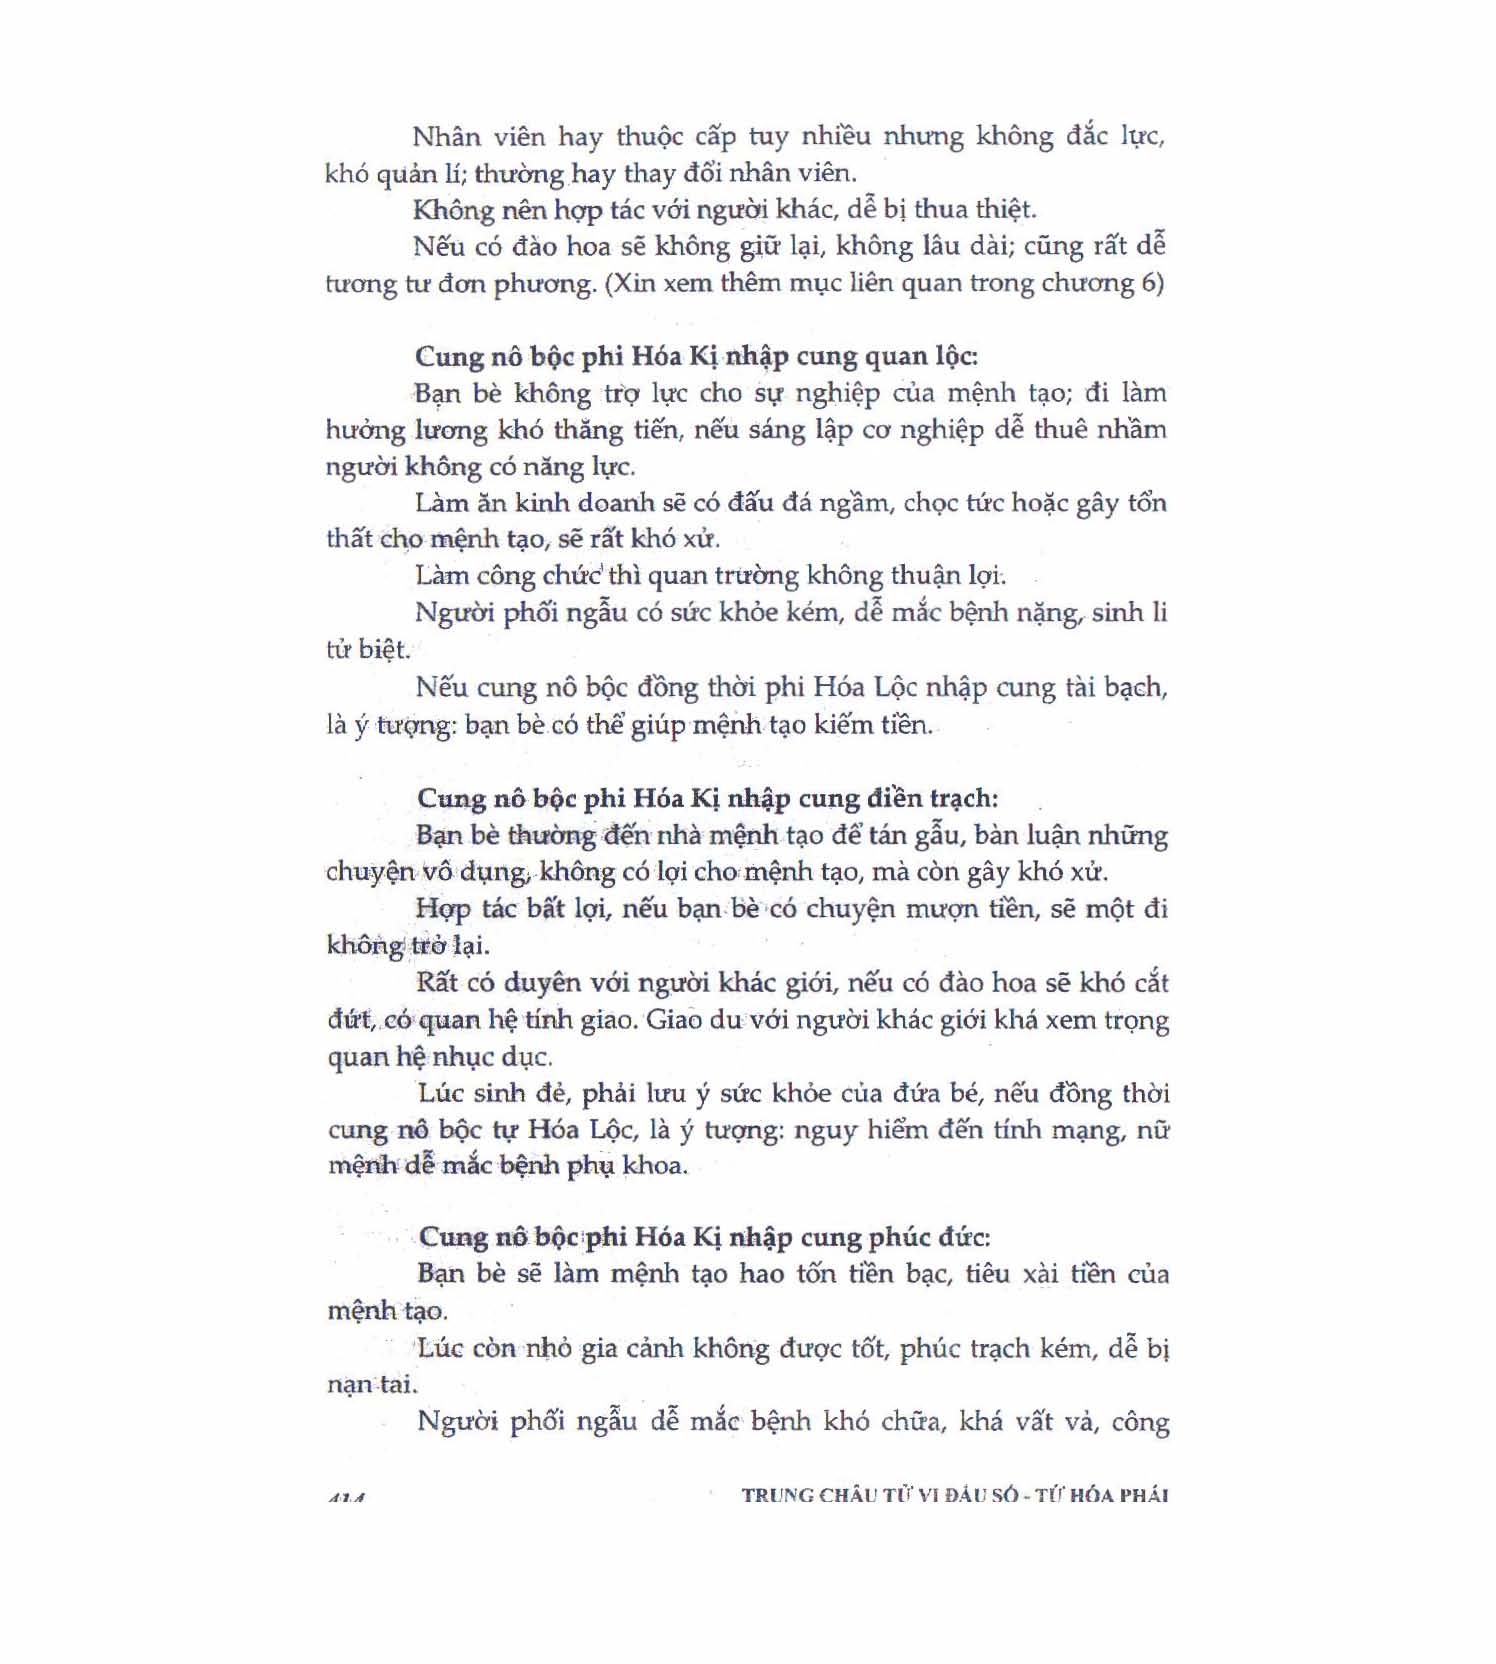 Nhân viên hay thuộc cấp tuy nhiều nhưng không đắc lực,
khó quản lí; thường hay thay đổi nhân viên.
Không nên hợp tác với người khác, dễ bị thua thiệt.
Nếu có đào hoa sẽ không giữ lại, không lâu dài; cũng rất dễ
tương tư đơn phương. (Xin xem thêm mục liên quan trong chương 6)
Cung nô bộc phi Hóa Kị nhập cung quan lộc:
Bạn bè không trợ lực cho sự nghiệp của mệnh tạo; đi làm
hưởng lương khó thăng tiến, nếu sáng lập cơ nghiệp dễ thuê nhầm
người không có năng lực.
Làm ăn kinh doanh sẽ có đấu đá ngầm, chọc tức hoặc gây tổn
thất cho mệnh tạo, sẽ rất khó xử.
Làm công chức thì quan trường không thuận lợi.
Người phối ngẫu có sức khỏe kém, dễ mắc bệnh nặng, sinh li
tử biệt.
Nếu cung nô bộc đồng thời phi Hóa Lộc nhập cung tài bạch,
là ý tượng: bạn bè có thể giúp mệnh tạo kiếm tiền.
Cung nô bộc phi Hóa Kị nhập cung điền trạch:
Bạn bè thường đến nhà mệnh tạo để tán gẫu, bàn luận những
chuyện vô dụng, không có lợi cho mệnh tạo, mà còn gây khó xử.
Hợp tác bất lợi, nếu bạn bè có chuyện mượn tiền, sẽ một đi
không trở lại.
Rất có duyên với người khác giới, nếu có đào hoa sẽ khó cắt
đứt, có quan hệ tính giao. Giao du với người khác giới khá xem trọng
quan hệ nhục dục.
Lúc sinh đẻ, phải lưu ý sức khỏe của đứa bé, nếu đồng thời
cung nô bộc tự Hóa Lộc, là ý tượng: nguy hiểm đến tính mạng, nữ
mệnh dễ mắc bệnh phụ khoa.
Cung nô bộc phi Hóa Kị nhập cung phúc đức:
Bạn bè sẽ làm mệnh tạo hao tốn tiền bạc, tiêu xài tiền của
mệnh tạo.
Lúc còn nhỏ gia cảnh không được tốt, phúc trạch kém, dễ bị
nạn tai.
Người phối ngẫu dễ mắc bệnh khó chữa, khá vất vả, công
414 TRUNG CHÂU TỬ VI ĐẨU SỐ - TỨ HÓA PHÁI